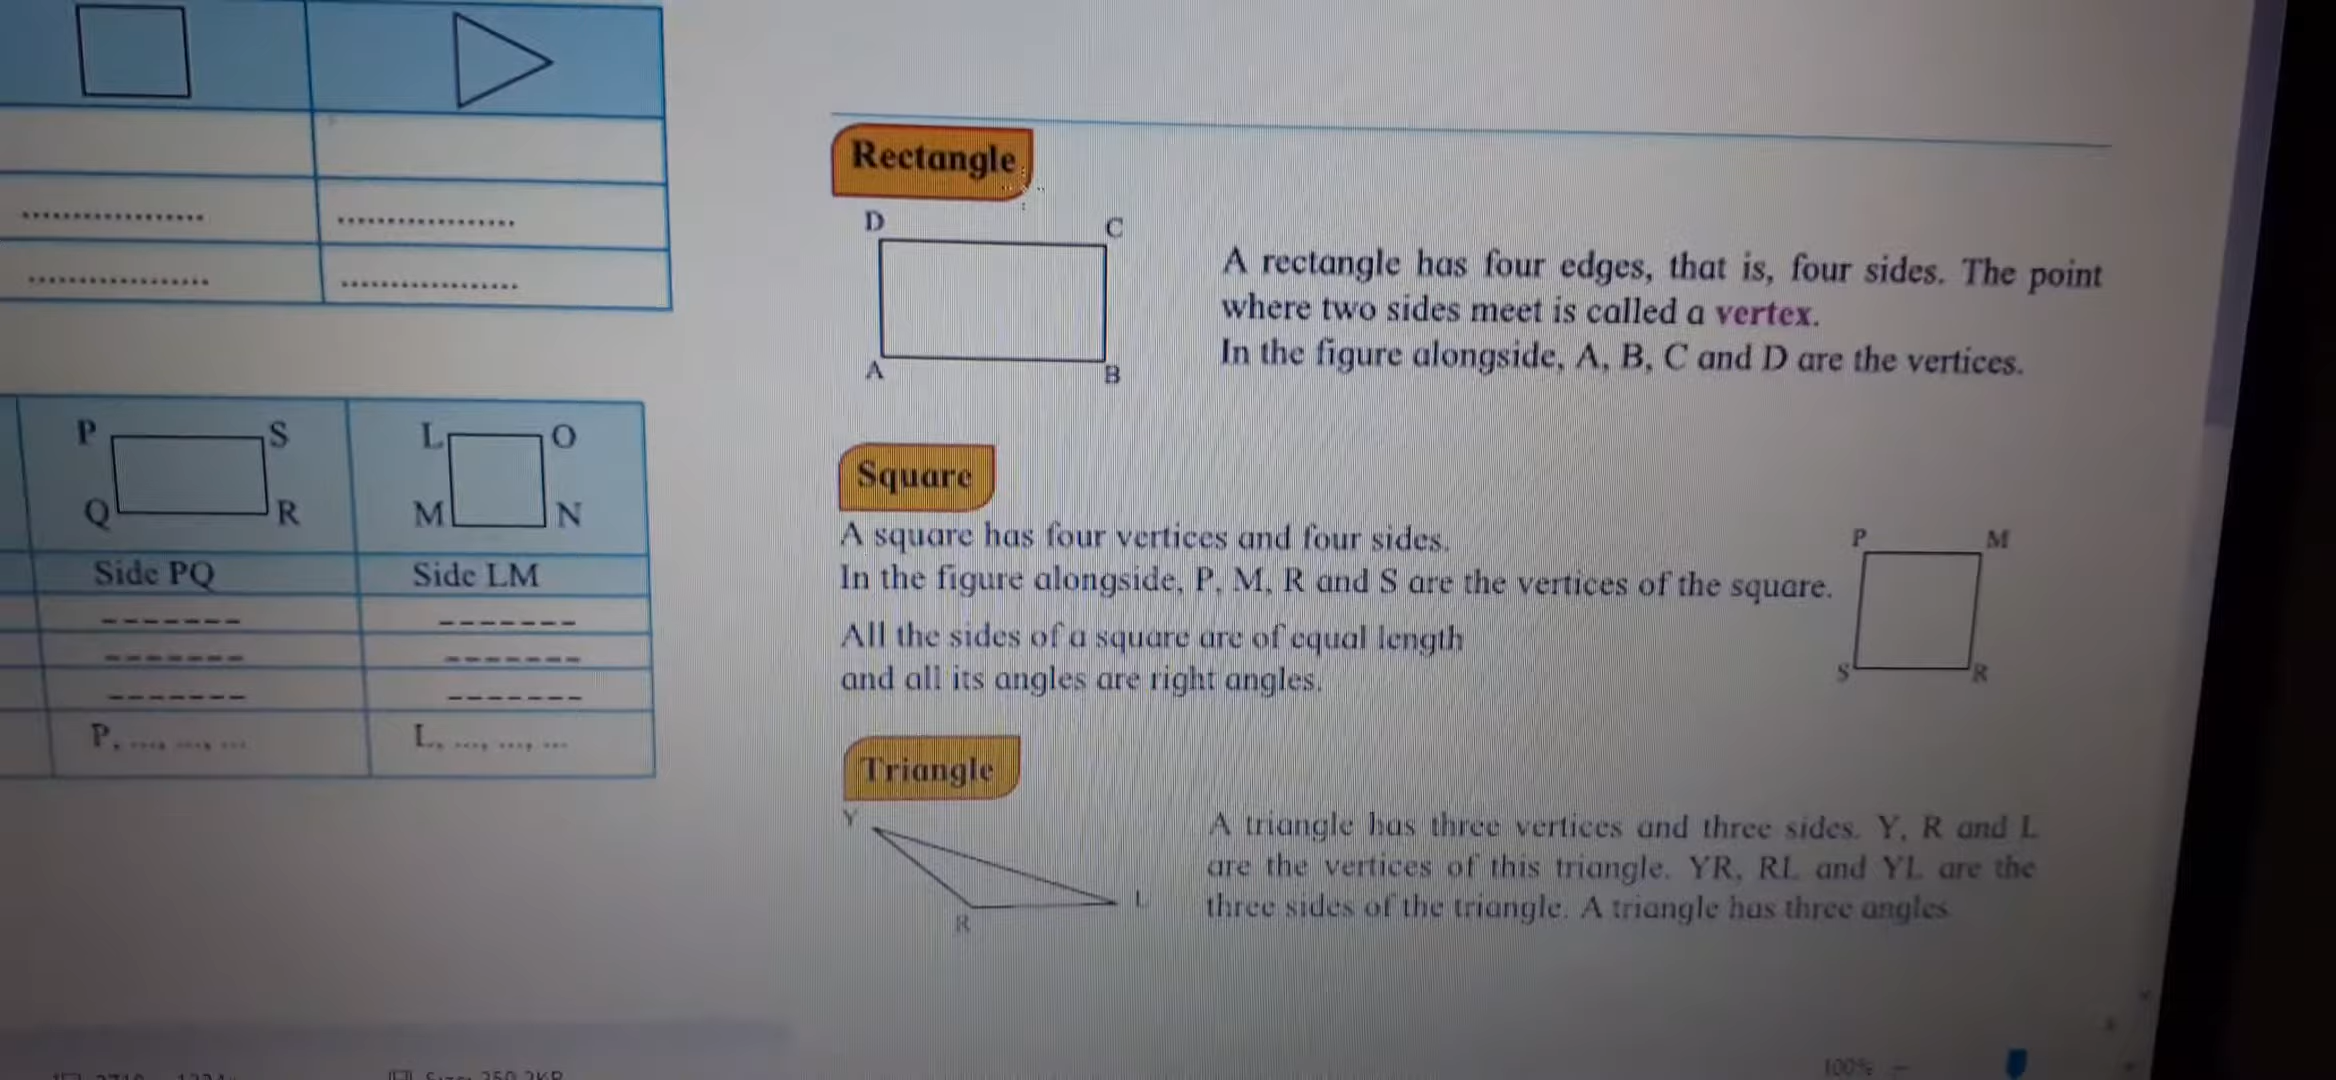 P S
Q R
L O
M N
Side PQ Side LM
P, ...., ...., ....
L, ...., ...., ....
Rectangle
D C
A B
A rectangle has four edges, that is, four sides. The point
where two sides meet is called a vertex.
In the figure alongside, A, B, C and D are the vertices.
Square
A square has four vertices and four sides.
In the figure alongside, P, M, R and S are the vertices of the square.
All the sides of a square are of equal length
and all its angles are right angles.
P M
S R
Triangle
Y
R
L
A triangle has three vertices and three sides. Y, R and L
are the vertices of this triangle. YR, RL and YL are the
three sides of the triangle. A triangle has three angles
100%